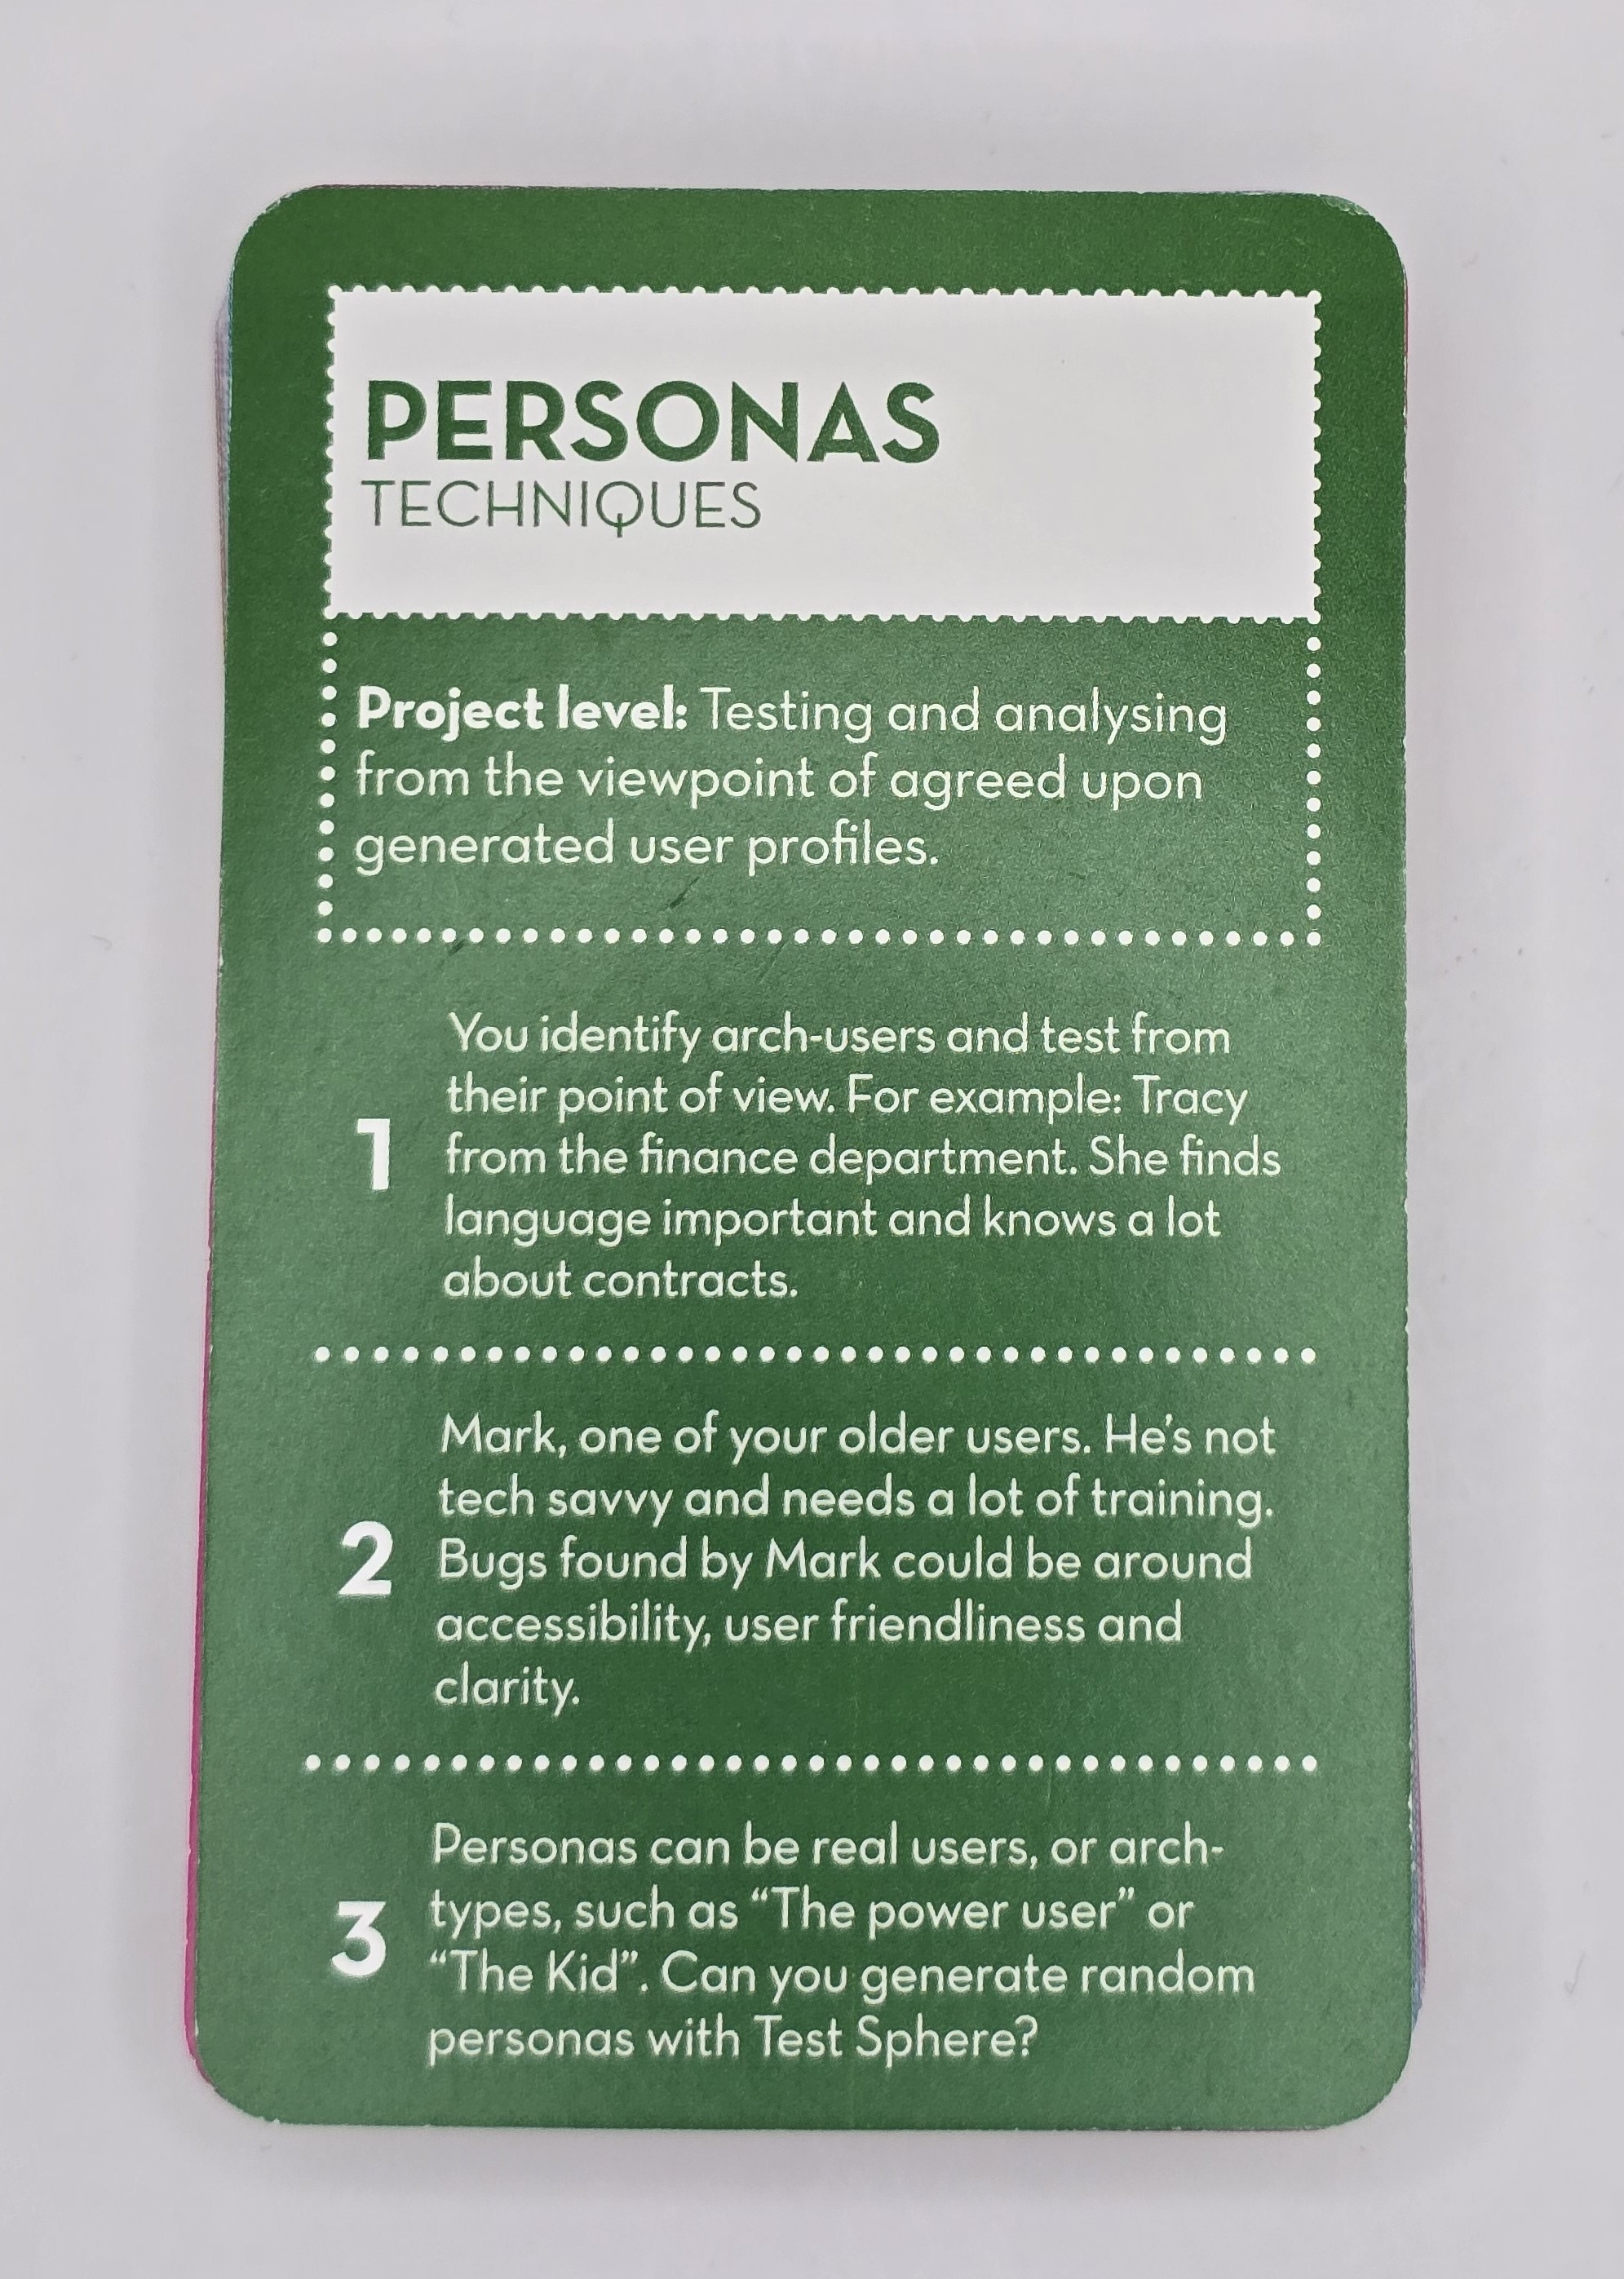 PERSONAS
TECHNIQUES
Project level: Testing and analysing
from the viewpoint of agreed upon
generated user profiles.
1
You identify arch-users and test from
their point of view. For example: Tracy
from the finance department. She finds
language important and knows a lot
about contracts.
2
Mark, one of your older users. He's not
tech savvy and needs a lot of training.
Bugs found by Mark could be around
accessibility, user friendliness and
clarity.
3
Personas can be real users, or arch-
types, such as “The power user” or
“The Kid”. Can you generate random
personas with Test Sphere?